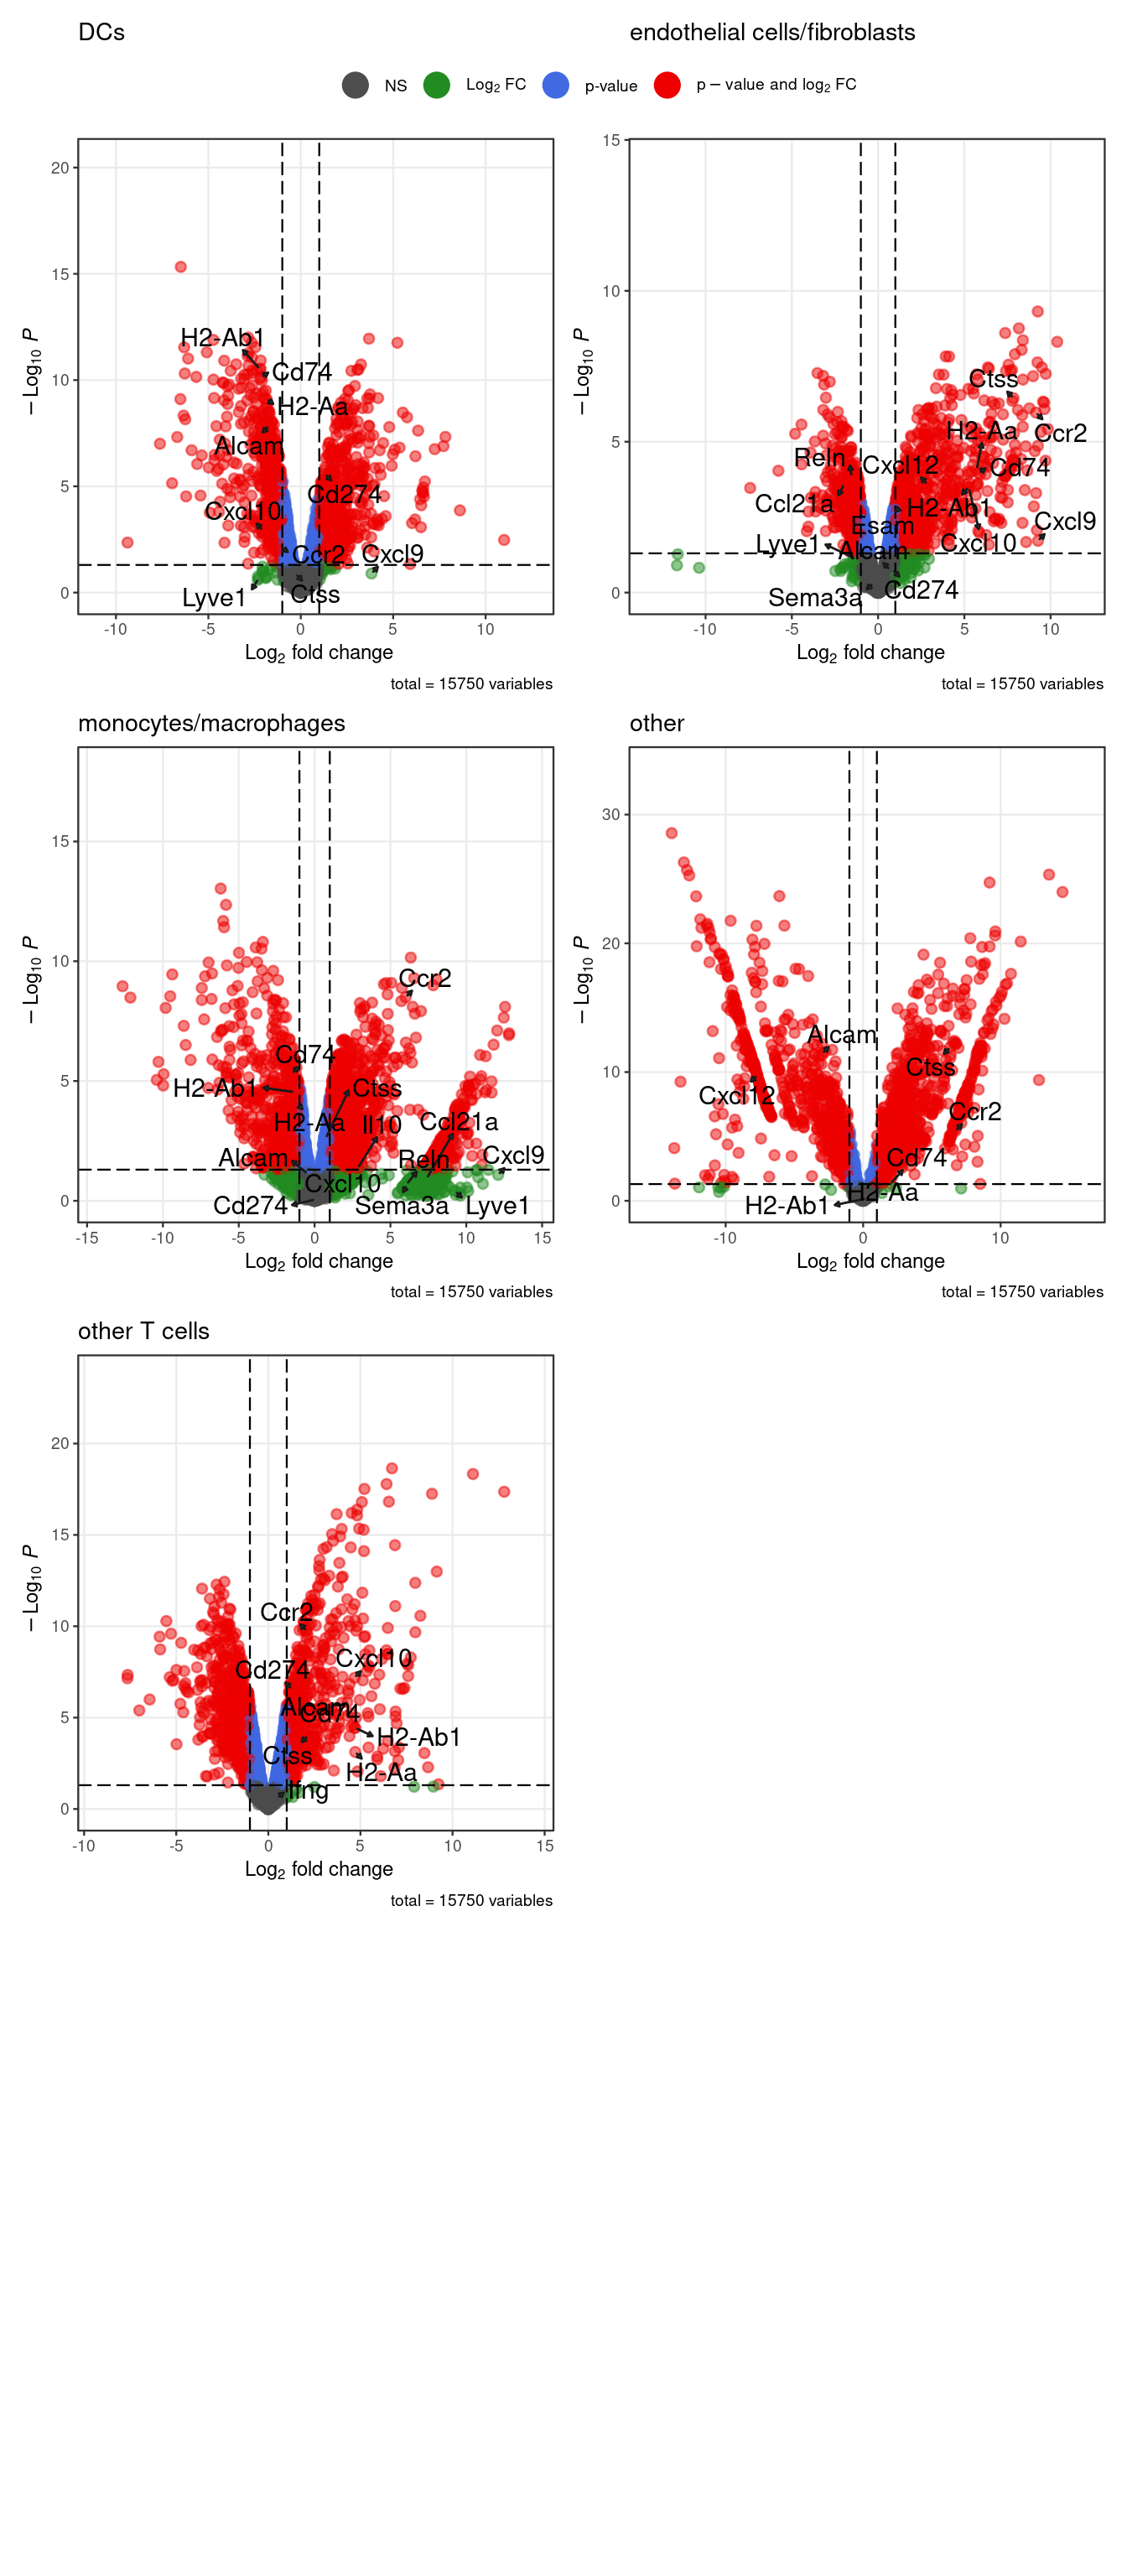 DCs
endothelial cells/fibroblasts
NS Log₂ FC p-value p − value and log₂ FC
− Log₁₀ P
20
15
10
5
0
H2-Ab1
Cd74
H2-Aa
Alcam
Cd274
Cxcl10
Ccr2
Cxcl9
Lyve1
Ctss
-10 -5 0 5 10
Log₂ fold change
total = 15750 variables
− Log₁₀ P
15
10
5
0
Ctss
Ccr2
H2-Aa
Reln
Cxcl12
Cd74
Ccl21a
H2-Ab1
Esam
Cxcl9
Lyve1
Alcam
Cxcl10
Sema3a
Cd274
-10 -5 0 5 10
Log₂ fold change
total = 15750 variables
monocytes/macrophages
− Log₁₀ P
15
10
5
0
Ccr2
Cd74
H2-Ab1
Ctss
H2-Aa
Il10
Ccl21a
Alcam
Reln
Cxcl9
Cxcl10
Cd274
Sema3a
Lyve1
-15 -10 -5 0 5 10 15
Log₂ fold change
total = 15750 variables
other
− Log₁₀ P
30
20
10
0
Alcam
Ctss
Cxcl12
Ccr2
Cd74
H2-Aa
H2-Ab1
-10 0 10
Log₂ fold change
total = 15750 variables
other T cells
− Log₁₀ P
20
15
10
5
0
Ccr2
Cxcl10
Cd274
Alcam
Cd74
H2-Ab1
Ctss
H2-Aa
Ifng
-10 -5 0 5 10 15
Log₂ fold change
total = 15750 variables